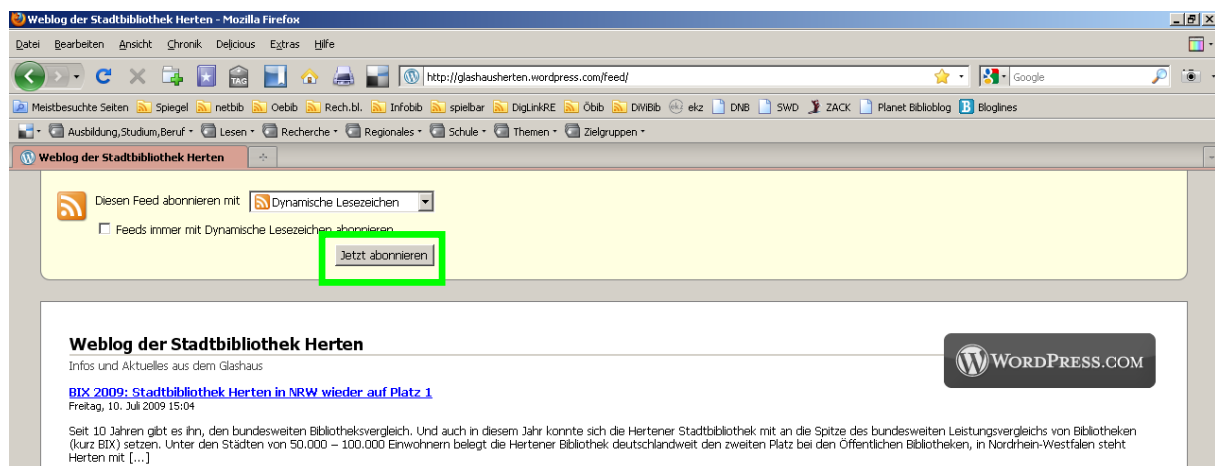 Weblog der Stadtbibliothek Herten - Mozilla Firefox
Datei Bearbeiten Ansicht Chronik Delicious Extras Hilfe
TAG http://glashausherten.wordpress.com/feed/ Google
Meistbesuchte Seiten Spiegel netbib Oebib Rech.bl. Infobib spielbar DigLinkRE Öbib DiViBib ekz DNB SWD ZACK Planet Biblioblog B Bloglines
Ausbildung,Studium,Beruf Lesen Recherche Regionales Schule Themen Zielgruppen
Weblog der Stadtbibliothek Herten
Diesen Feed abonnieren mit Dynamische Lesezeichen
Feeds immer mit Dynamische Lesezeichen abonnieren
Jetzt abonnieren
Weblog der Stadtbibliothek Herten
Infos und Aktuelles aus dem Glashaus
WORDPRESS.COM
BIX 2009: Stadtbibliothek Herten in NRW wieder auf Platz 1
Freitag, 10. Juli 2009 15:04
Seit 10 Jahren gibt es ihn, den bundesweiten Bibliotheksvergleich. Und auch in diesem Jahr konnte sich die Hertener Stadtbibliothek mit an die Spitze des bundesweiten Leistungsvergleichs von Bibliotheken
(kurz BIX) setzen. Unter den Städten von 50.000 – 100.000 Einwohnern belegt die Hertener Bibliothek deutschlandweit den zweiten Platz bei den Öffentlichen Bibliotheken, in Nordrhein-Westfalen steht
Herten mit [...]